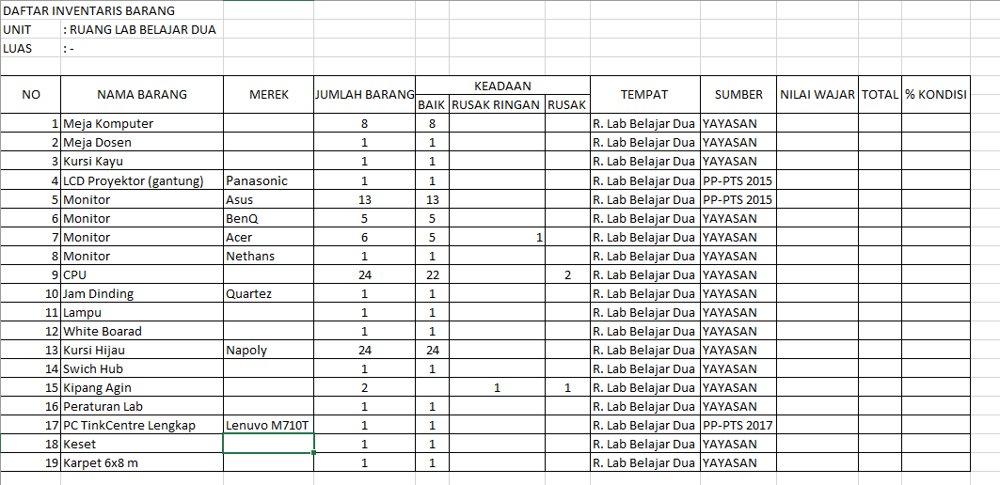 DAFTAR INVENTARIS BARANG
UNIT : RUANG LAB BELAJAR DUA
LUAS : -
NO NAMA BARANG MEREK JUMLAH BARANG KEADAAN TEMPAT SUMBER NILAI WAJAR TOTAL % KONDISI
BAIK RUSAK RINGAN RUSAK
1 Meja Komputer 8 8 R. Lab Belajar Dua YAYASAN
2 Meja Dosen 1 1 R. Lab Belajar Dua YAYASAN
3 Kursi Kayu 1 1 R. Lab Belajar Dua YAYASAN
4 LCD Proyektor (gantung) Panasonic 1 1 R. Lab Belajar Dua PP-PTS 2015
5 Monitor Asus 13 13 R. Lab Belajar Dua PP-PTS 2015
6 Monitor BenQ 5 5 R. Lab Belajar Dua YAYASAN
7 Monitor Acer 6 5 1 R. Lab Belajar Dua YAYASAN
8 Monitor Nethans 1 1 R. Lab Belajar Dua YAYASAN
9 CPU 24 22 2 R. Lab Belajar Dua YAYASAN
10 Jam Dinding Quartez 1 1 R. Lab Belajar Dua YAYASAN
11 Lampu 1 1 R. Lab Belajar Dua YAYASAN
12 White Boarad 1 1 R. Lab Belajar Dua YAYASAN
13 Kursi Hijau Napoly 24 24 R. Lab Belajar Dua YAYASAN
14 Swich Hub 1 1 R. Lab Belajar Dua YAYASAN
15 Kipang Agin 2 1 1 R. Lab Belajar Dua YAYASAN
16 Peraturan Lab 1 1 R. Lab Belajar Dua YAYASAN
17 PC TinkCentre Lengkap Lenuvo M710T 1 1 R. Lab Belajar Dua PP-PTS 2017
18 Keset 1 1 R. Lab Belajar Dua YAYASAN
19 Karpet 6x8 m 1 1 R. Lab Belajar Dua YAYASAN